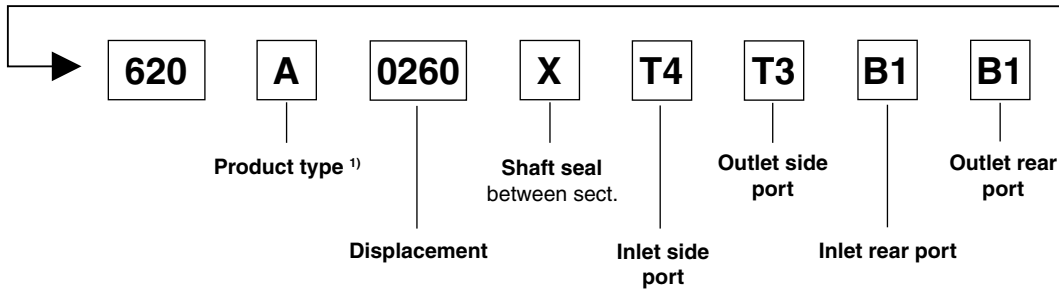 620 A 0260 X T4 T3 B1 B1
Product type 1)
Shaft seal
between sect.
Outlet side
port
Outlet rear
port
Displacement
Inlet side
port
Inlet rear port